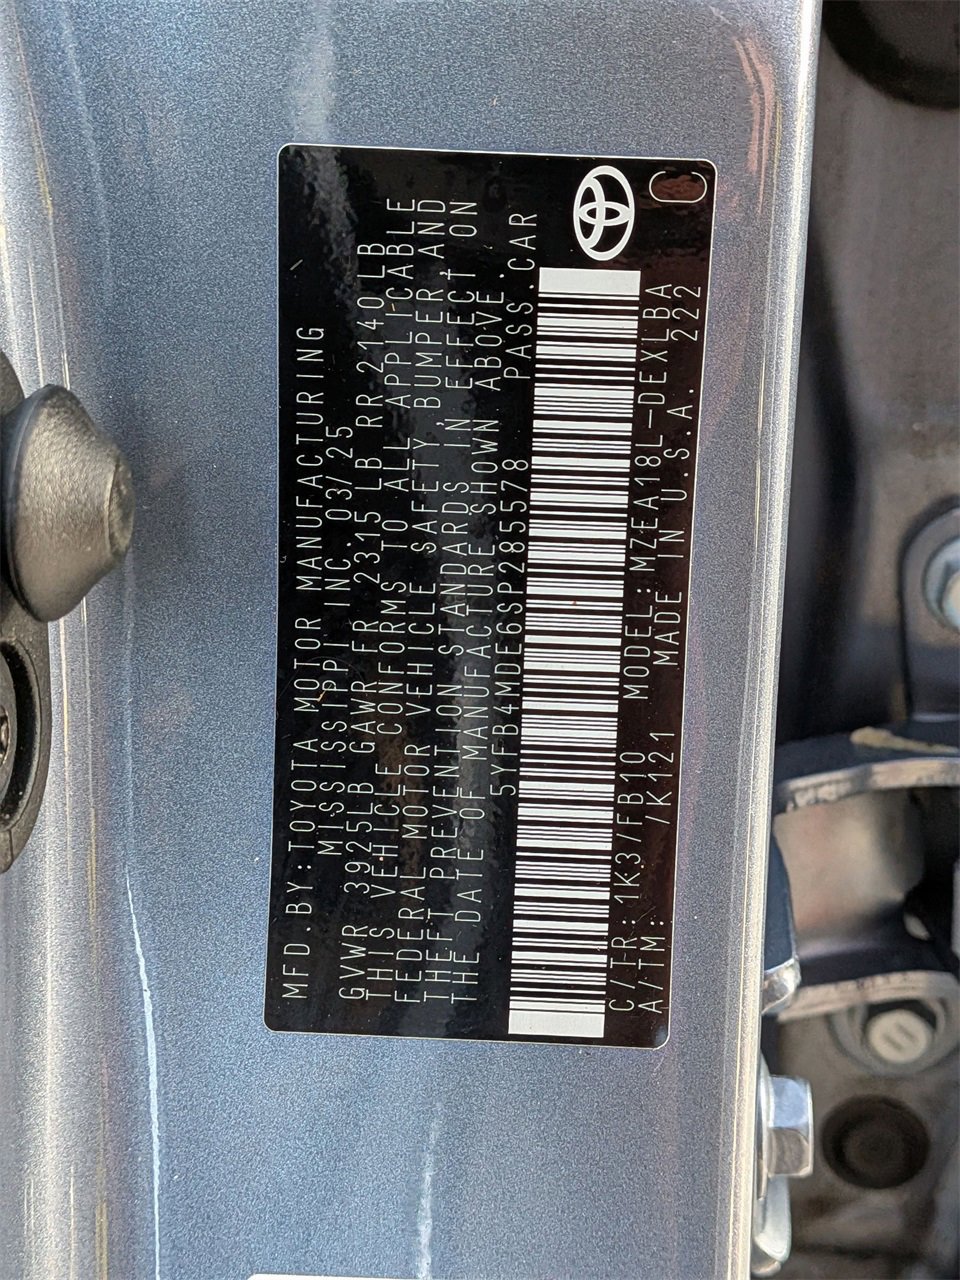 MFD.BY:TOYOTA MOTOR MANUFACTURING
MISSISSIPPI INC. 03/25
GVWR 3925LB GAWR FR 2315 LB RR 2140 LB
THIS VEHICLE CONFORMS TO ALL APPLICABLE
FEDERAL MOTOR VEHICLE SAFETY, BUMPER, AND
THEFT PREVENTION STANDARDS IN EFFECT ON
THE DATE OF MANUFACTURE SHOWN ABOVE.
5YFB4MDE6SP285578 PASS.CAR
C/TR: 1K3/FB10 MODEL:MZEA18L-DEXLBA
A/TM: /K121 MADE IN U.S.A. 222
C